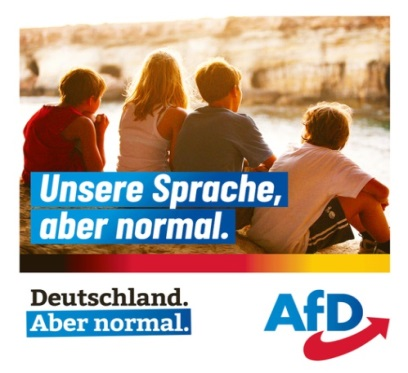 Unsere Sprache,
aber normal.
Deutschland.
Aber normal.
AfD